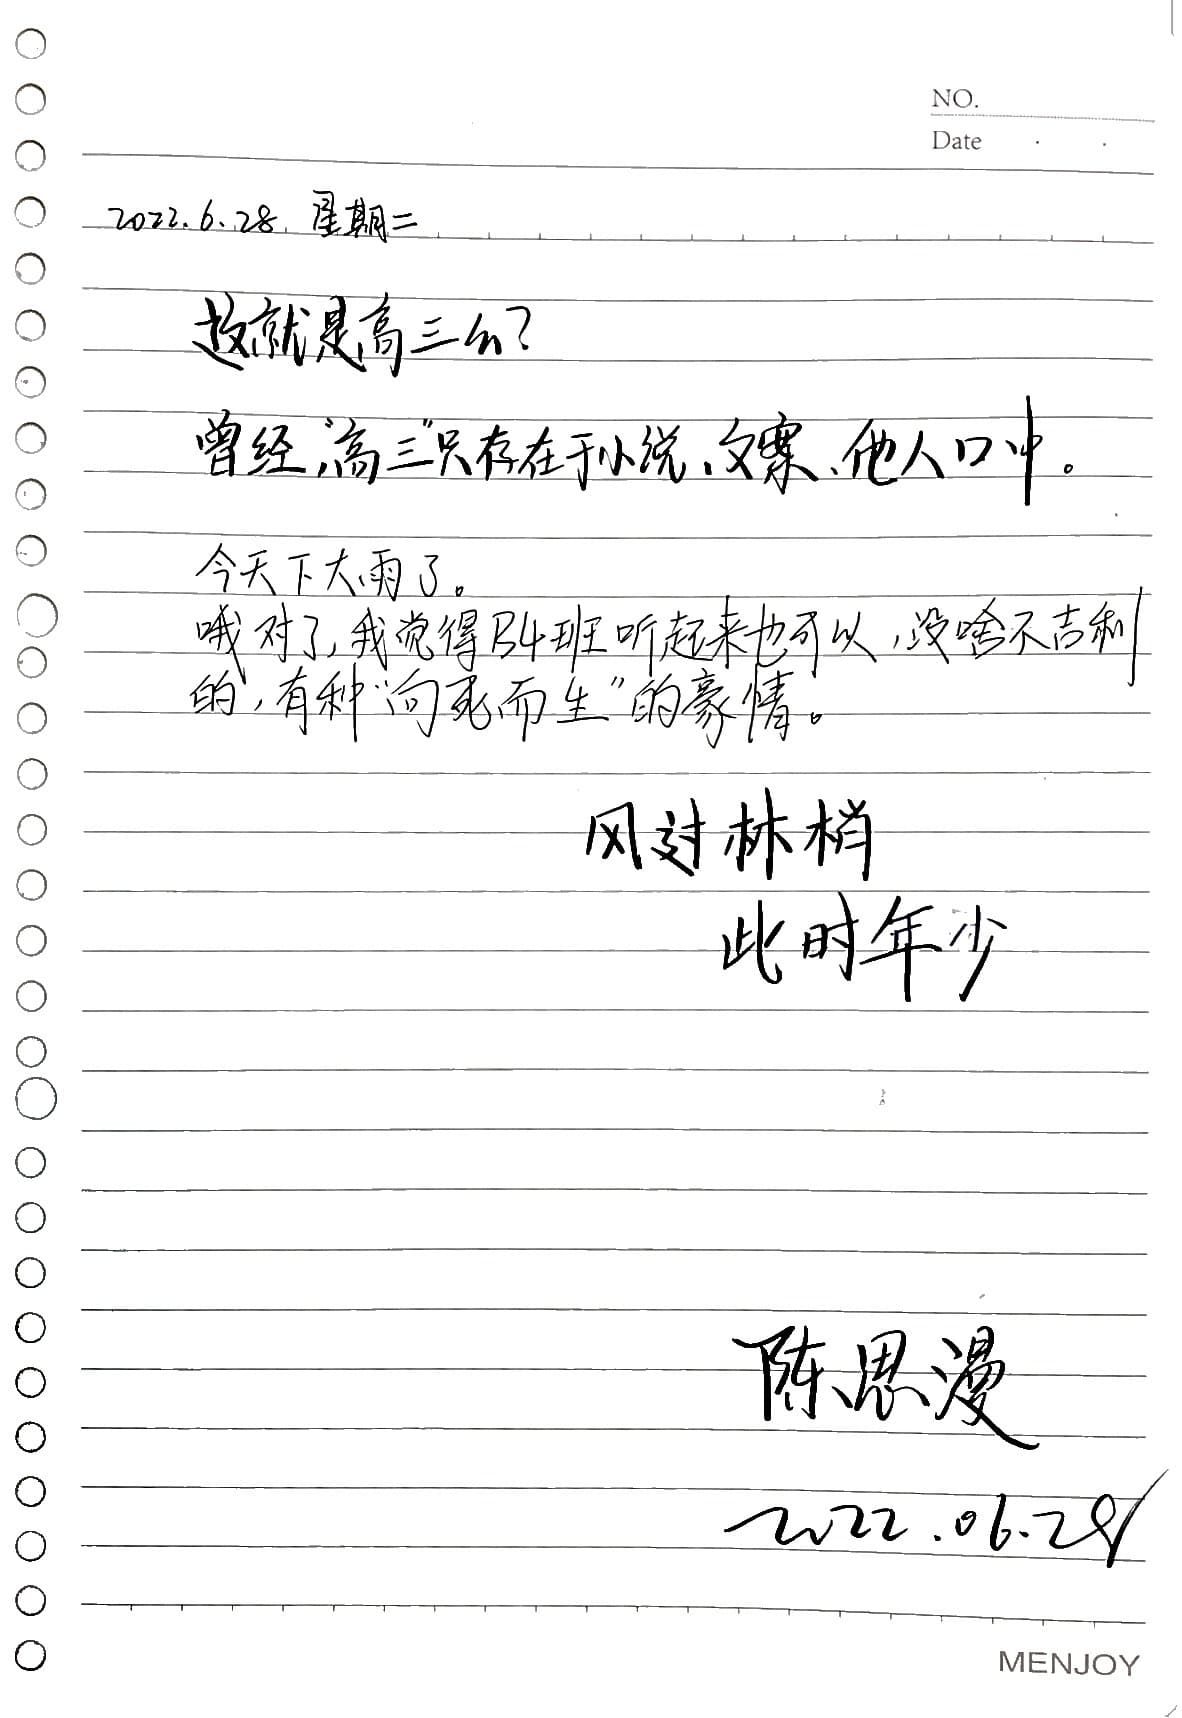 NO.
Date
2022.6.28. 星期二
这就是高三么?
曾经,“高三”只存在于小说、文案、他人口中。
今天下大雨了。
哦对了,我觉得B4班听起来也可以,没啥不吉利
的,有种“向死而生”的豪情。
风过林梢
此时年少
陈思漫
2022.06.28
MENJOY